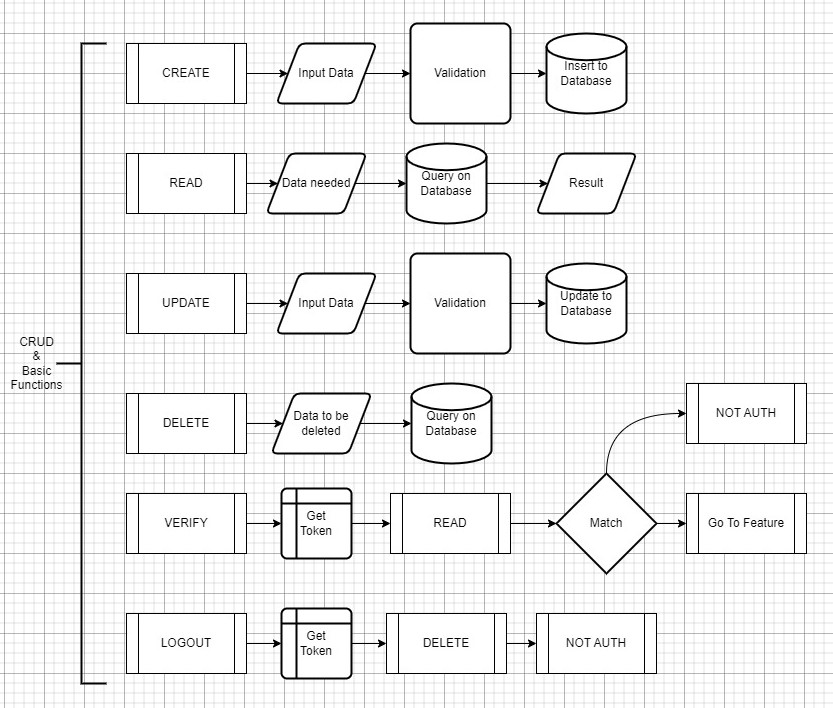 CREATE
Input Data
Validation
Insert to
Database
READ
Data needed
Query on
Database
Result
UPDATE
Input Data
Validation
Update to
Database
CRUD
&
Basic
Functions
DELETE
Data to be
deleted
Query on
Database
NOT AUTH
VERIFY
Get
Token
READ
Match
Go To Feature
LOGOUT
Get
Token
DELETE
NOT AUTH